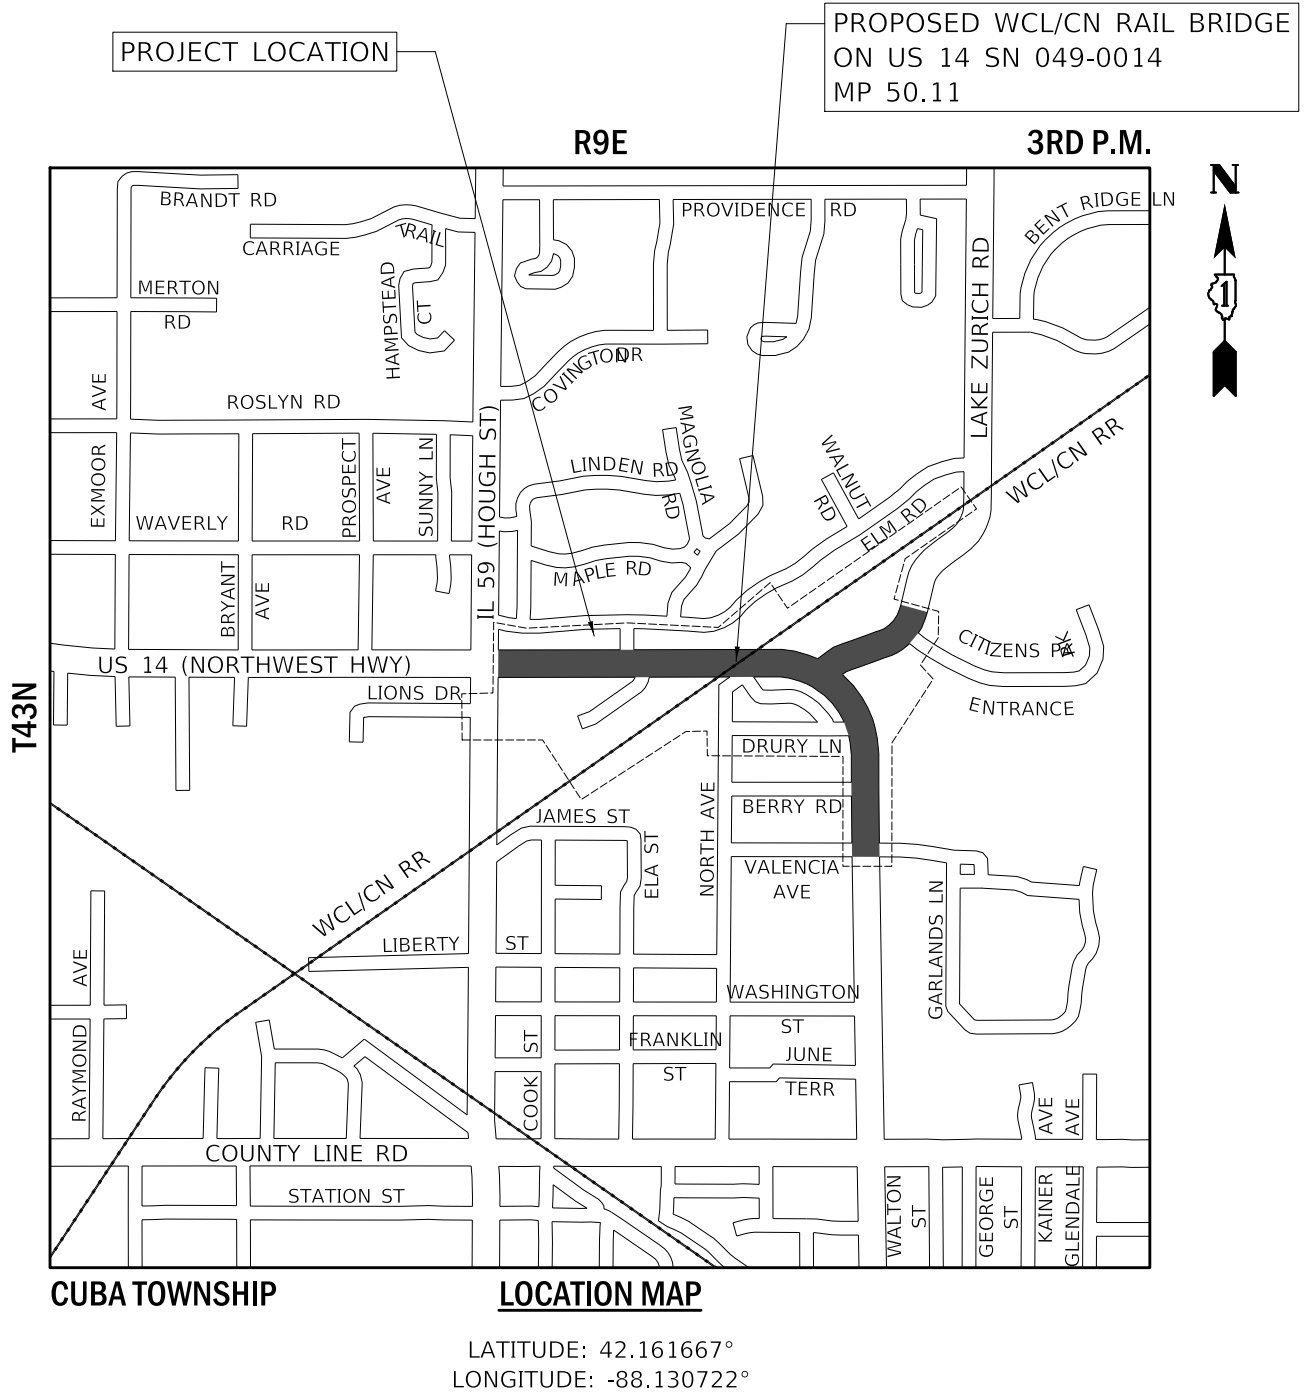 PROJECT LOCATION
PROPOSED WCL/CN RAIL BRIDGE
ON US 14 SN 049-0014
MP 50.11
R9E
3RD P.M.
N
1
T43N
BRANDT RD
CARRIAGE TRAIL
MERTON
RD
HAMPSTEAD
CT
PROVIDENCE RD
BENT RIDGE LN
LAKE ZURICH RD
COVINGTON DR
EXMOOR AVE
ROSLYN RD
IL 59 (HOUGH ST)
MAGNOLIA
RD
LINDEN RD
WALNUT
RD
WCL/CN RR
PROSPECT
AVE
SUNNY LN
WAVERLY RD
ELM RD
MAPLE RD
BRYANT
AVE
US 14 (NORTHWEST HWY)
LIONS DR
CITIZENS PARK
ENTRANCE
DRURY LN
BERRY RD
NORTH AVE
JAMES ST
ELA ST
VALENCIA
AVE
WCL/CN RR
LIBERTY ST
GARLANDS LN
RAYMOND AVE
WASHINGTON
ST
FRANKLIN
ST
JUNE
TERR
COOK ST
COUNTY LINE RD
STATION ST
WALTON
ST
GEORGE
ST
KAINER AVE
GLENDALE AVE
CUBA TOWNSHIP
LOCATION MAP
LATITUDE: 42.161667°
LONGITUDE: -88.130722°